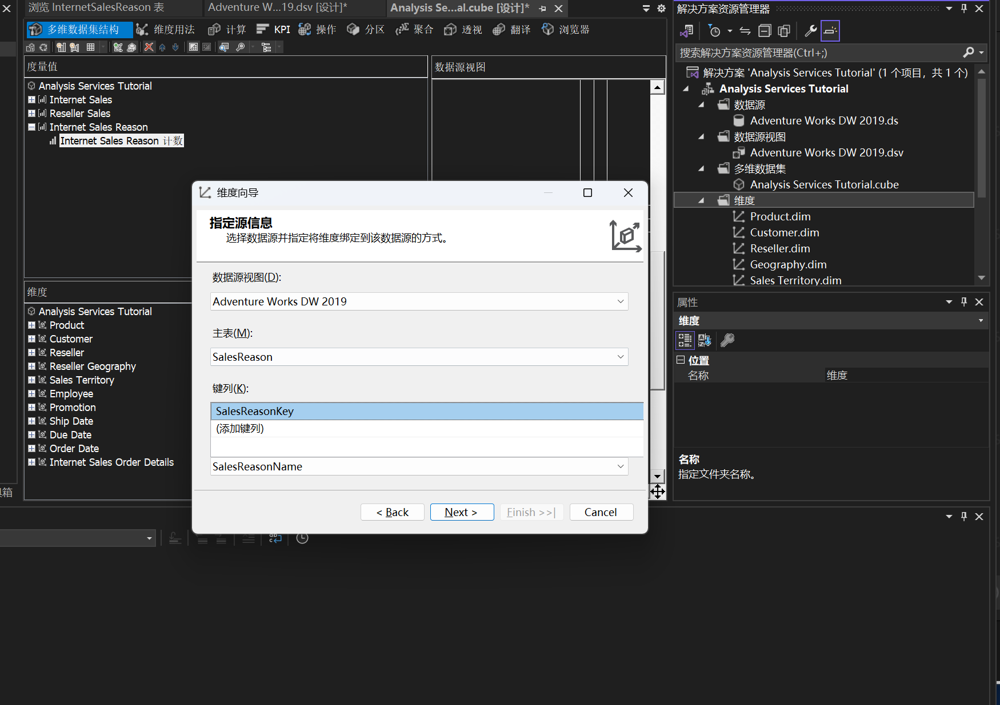 浏览 InternetSalesReason 表
Adventure W...19.dsv [设计]*
Analysis Se...al.cube [设计]*
多维数据集结构
维度用法
计算
KPI
操作
分区
聚合
透视
翻译
浏览器
度量值
Analysis Services Tutorial
Internet Sales
Reseller Sales
Internet Sales Reason
Internet Sales Reason 计数
数据源视图
维度
Analysis Services Tutorial
Product
Customer
Reseller
Reseller Geography
Sales Territory
Employee
Promotion
Ship Date
Due Date
Order Date
Internet Sales Order Details
箱
维度向导
指定源信息
选择数据源并指定将维度绑定到该数据源的方式。
数据源视图(D):
Adventure Works DW 2019
主表(M):
SalesReason
键列(K):
SalesReasonKey
(添加键列)
SalesReasonName
< Back
Next >
Finish >>|
Cancel
解决方案资源管理器
搜索解决方案资源管理器(Ctrl+;)
解决方案 'Analysis Services Tutorial' (1 个项目，共 1 个)
Analysis Services Tutorial
数据源
Adventure Works DW 2019.ds
数据源视图
Adventure Works DW 2019.dsv
多维数据集
Analysis Services Tutorial.cube
维度
Product.dim
Customer.dim
Reseller.dim
Geography.dim
Sales Territory.dim
属性
维度
位置
名称 维度
名称
指定文件夹名称。